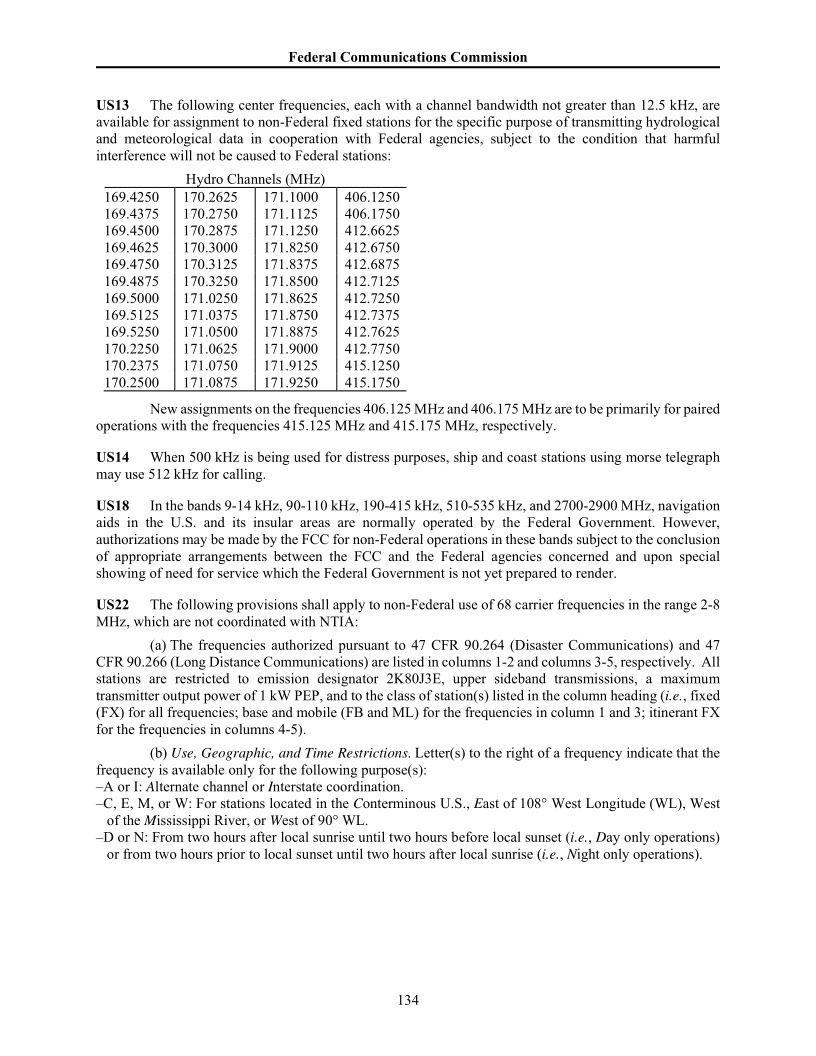 Federal Communications Commission
US13 The following center frequencies, each with a channel bandwidth not greater than 12.5 kHz, are
available for assignment to non-Federal fixed stations for the specific purpose of transmitting hydrological
and meteorological data in cooperation with Federal agencies, subject to the condition that harmful
interference will not be caused to Federal stations:
Hydro Channels (MHz)
169.4250 170.2625 171.1000 406.1250
169.4375 170.2750 171.1125 406.1750
169.4500 170.2875 171.1250 412.6625
169.4625 170.3000 171.8250 412.6750
169.4750 170.3125 171.8375 412.6875
169.4875 170.3250 171.8500 412.7125
169.5000 171.0250 171.8625 412.7250
169.5125 171.0375 171.8750 412.7375
169.5250 171.0500 171.8875 412.7625
170.2250 171.0625 171.9000 412.7750
170.2375 171.0750 171.9125 415.1250
170.2500 171.0875 171.9250 415.1750
New assignments on the frequencies 406.125 MHz and 406.175 MHz are to be primarily for paired
operations with the frequencies 415.125 MHz and 415.175 MHz, respectively.
US14 When 500 kHz is being used for distress purposes, ship and coast stations using morse telegraph
may use 512 kHz for calling.
US18 In the bands 9-14 kHz, 90-110 kHz, 190-415 kHz, 510-535 kHz, and 2700-2900 MHz, navigation
aids in the U.S. and its insular areas are normally operated by the Federal Government. However,
authorizations may be made by the FCC for non-Federal operations in these bands subject to the conclusion
of appropriate arrangements between the FCC and the Federal agencies concerned and upon special
showing of need for service which the Federal Government is not yet prepared to render.
US22 The following provisions shall apply to non-Federal use of 68 carrier frequencies in the range 2-8
MHz, which are not coordinated with NTIA:
(a) The frequencies authorized pursuant to 47 CFR 90.264 (Disaster Communications) and 47
CFR 90.266 (Long Distance Communications) are listed in columns 1-2 and columns 3-5, respectively. All
stations are restricted to emission designator 2K80J3E, upper sideband transmissions, a maximum
transmitter output power of 1 kW PEP, and to the class of station(s) listed in the column heading (i.e., fixed
(FX) for all frequencies; base and mobile (FB and ML) for the frequencies in column 1 and 3; itinerant FX
for the frequencies in columns 4-5).
(b) Use, Geographic, and Time Restrictions. Letter(s) to the right of a frequency indicate that the
frequency is available only for the following purpose(s):
–A or I: Alternate channel or Interstate coordination.
–C, E, M, or W: For stations located in the Conterminous U.S., East of 108° West Longitude (WL), West
of the Mississippi River, or West of 90° WL.
–D or N: From two hours after local sunrise until two hours before local sunset (i.e., Day only operations)
or from two hours prior to local sunset until two hours after local sunrise (i.e., Night only operations).
134